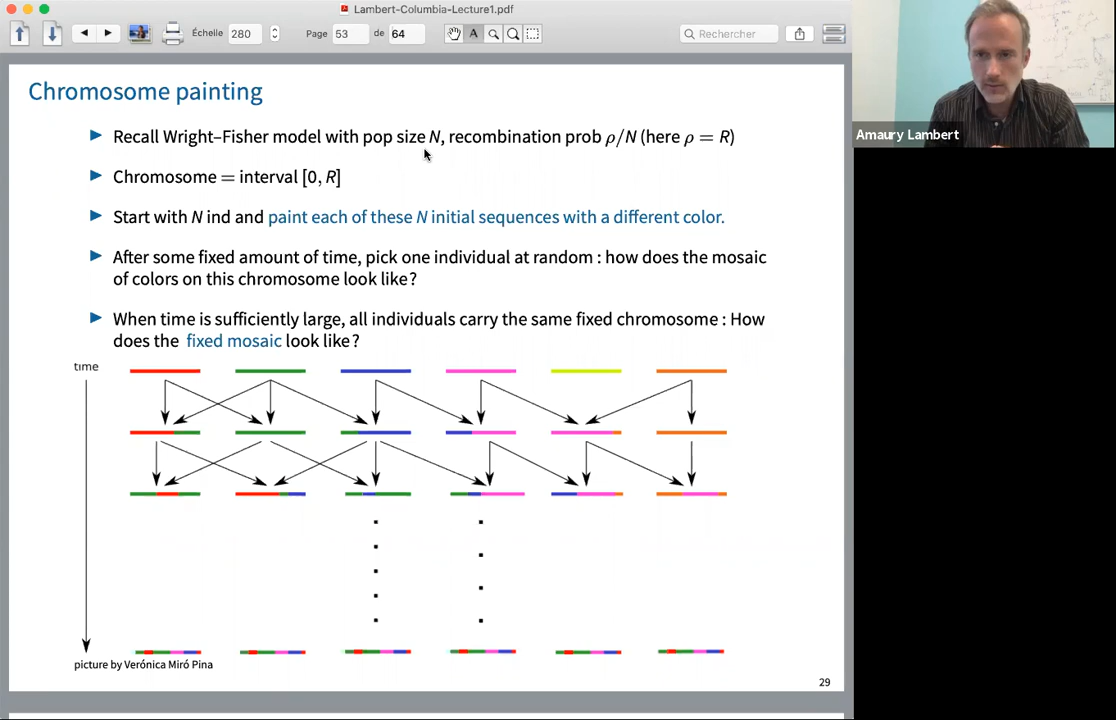 Lambert-Columbia-Lecture1.pdf
Échelle 280 Page 53 de 64 A Rechercher
Chromosome painting
Recall Wright–Fisher model with pop size N, recombination prob ρ/N (here ρ = R)
Chromosome = interval [0, R]
Start with N ind and paint each of these N initial sequences with a different color.
After some fixed amount of time, pick one individual at random : how does the mosaic
of colors on this chromosome look like ?
When time is sufficiently large, all individuals carry the same fixed chromosome : How
does the fixed mosaic look like ?
time
picture by Verónica Miró Pina
29
Amaury Lambert